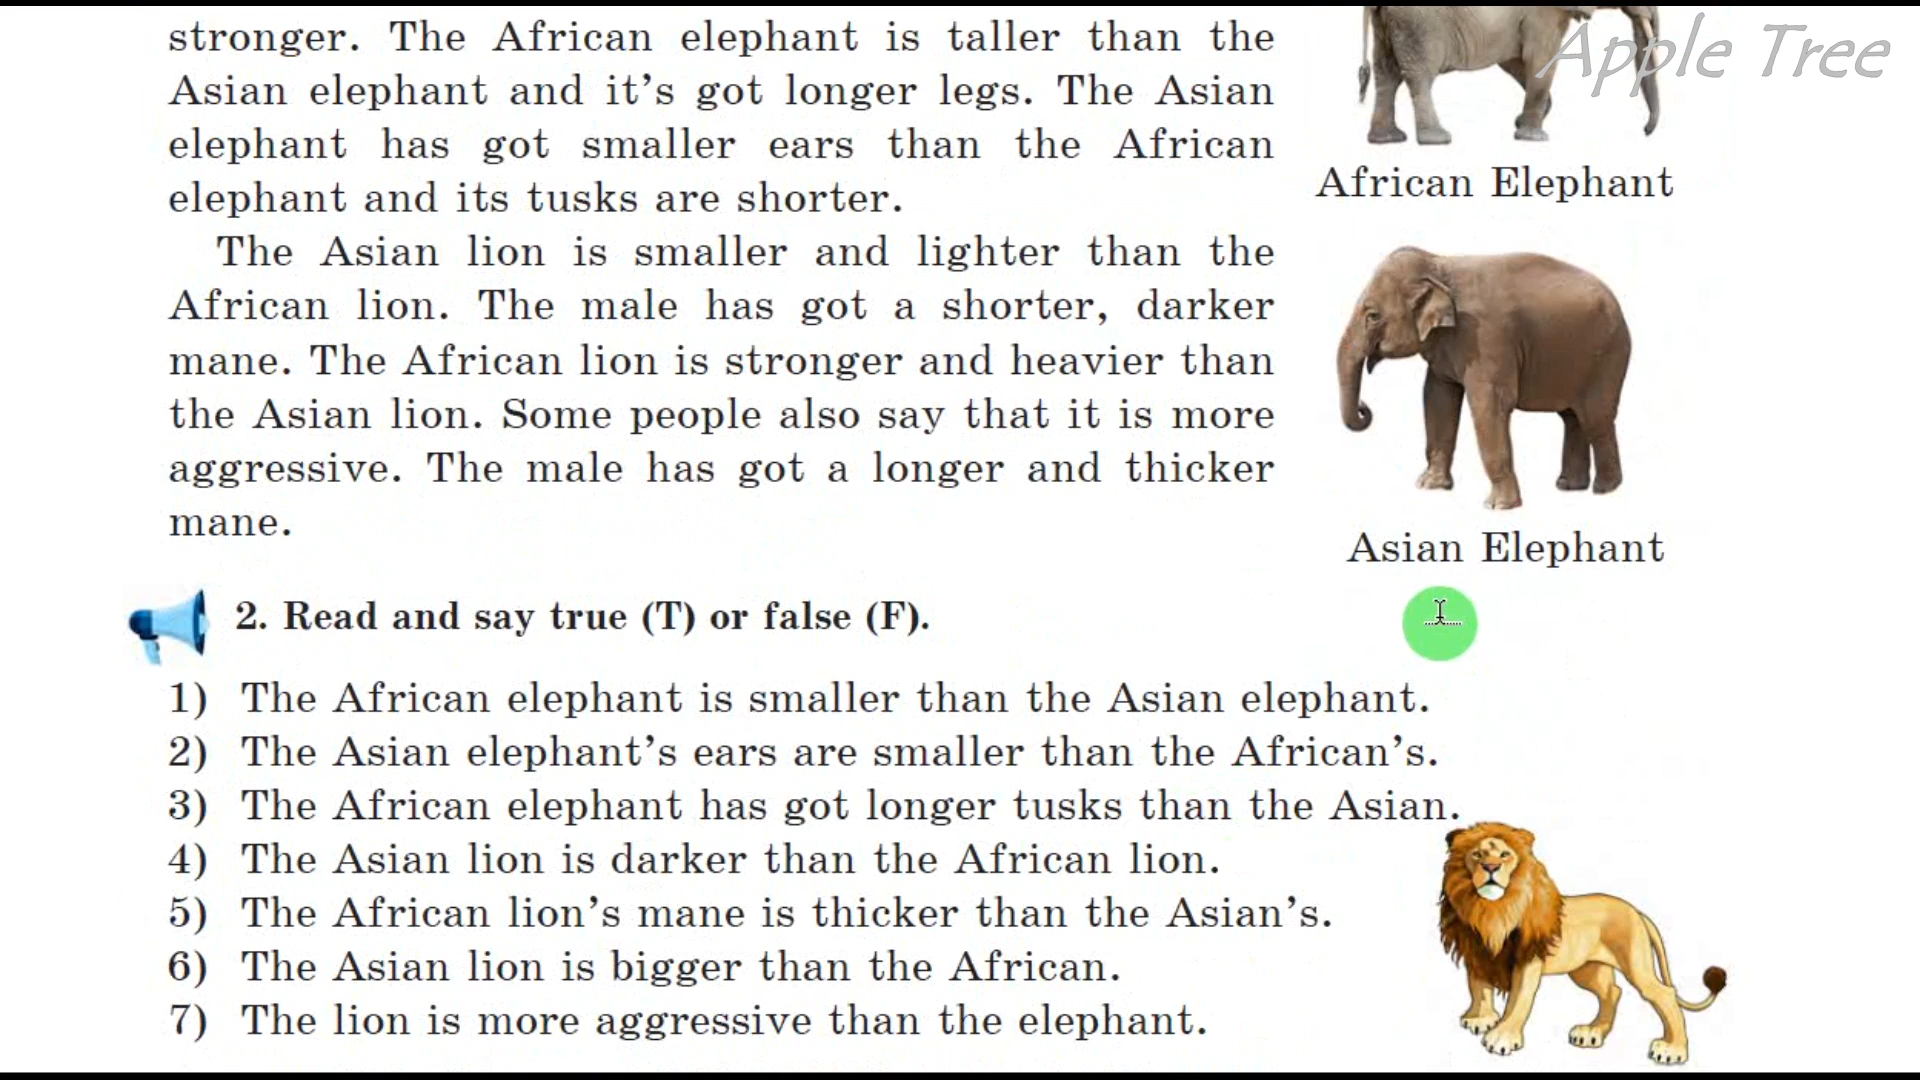 Apple Tree
stronger. The African elephant is taller than the
Asian elephant and it's got longer legs. The Asian
elephant has got smaller ears than the African
elephant and its tusks are shorter.
African Elephant
The Asian lion is smaller and lighter than the
African lion. The male has got a shorter, darker
mane. The African lion is stronger and heavier than
the Asian lion. Some people also say that it is more
aggressive. The male has got a longer and thicker
mane.
Asian Elephant
2. Read and say true (T) or false (F).
1) The African elephant is smaller than the Asian elephant.
2) The Asian elephant's ears are smaller than the African's.
3) The African elephant has got longer tusks than the Asian.
4) The Asian lion is darker than the African lion.
5) The African lion's mane is thicker than the Asian's.
6) The Asian lion is bigger than the African.
7) The lion is more aggressive than the elephant.